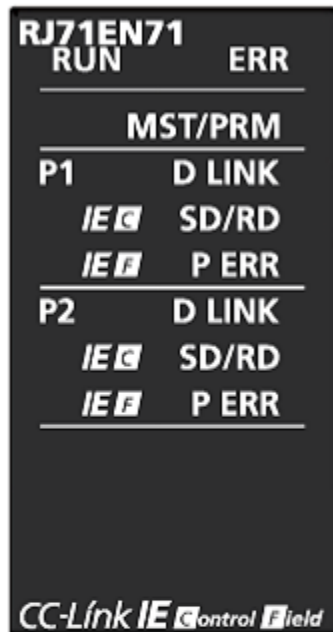 RJ71EN71
RUN ERR
MST/PRM
P1 D LINK
IE C SD/RD
IE F P ERR
P2 D LINK
IE C SD/RD
IE F P ERR
CC-Link IE Control Field